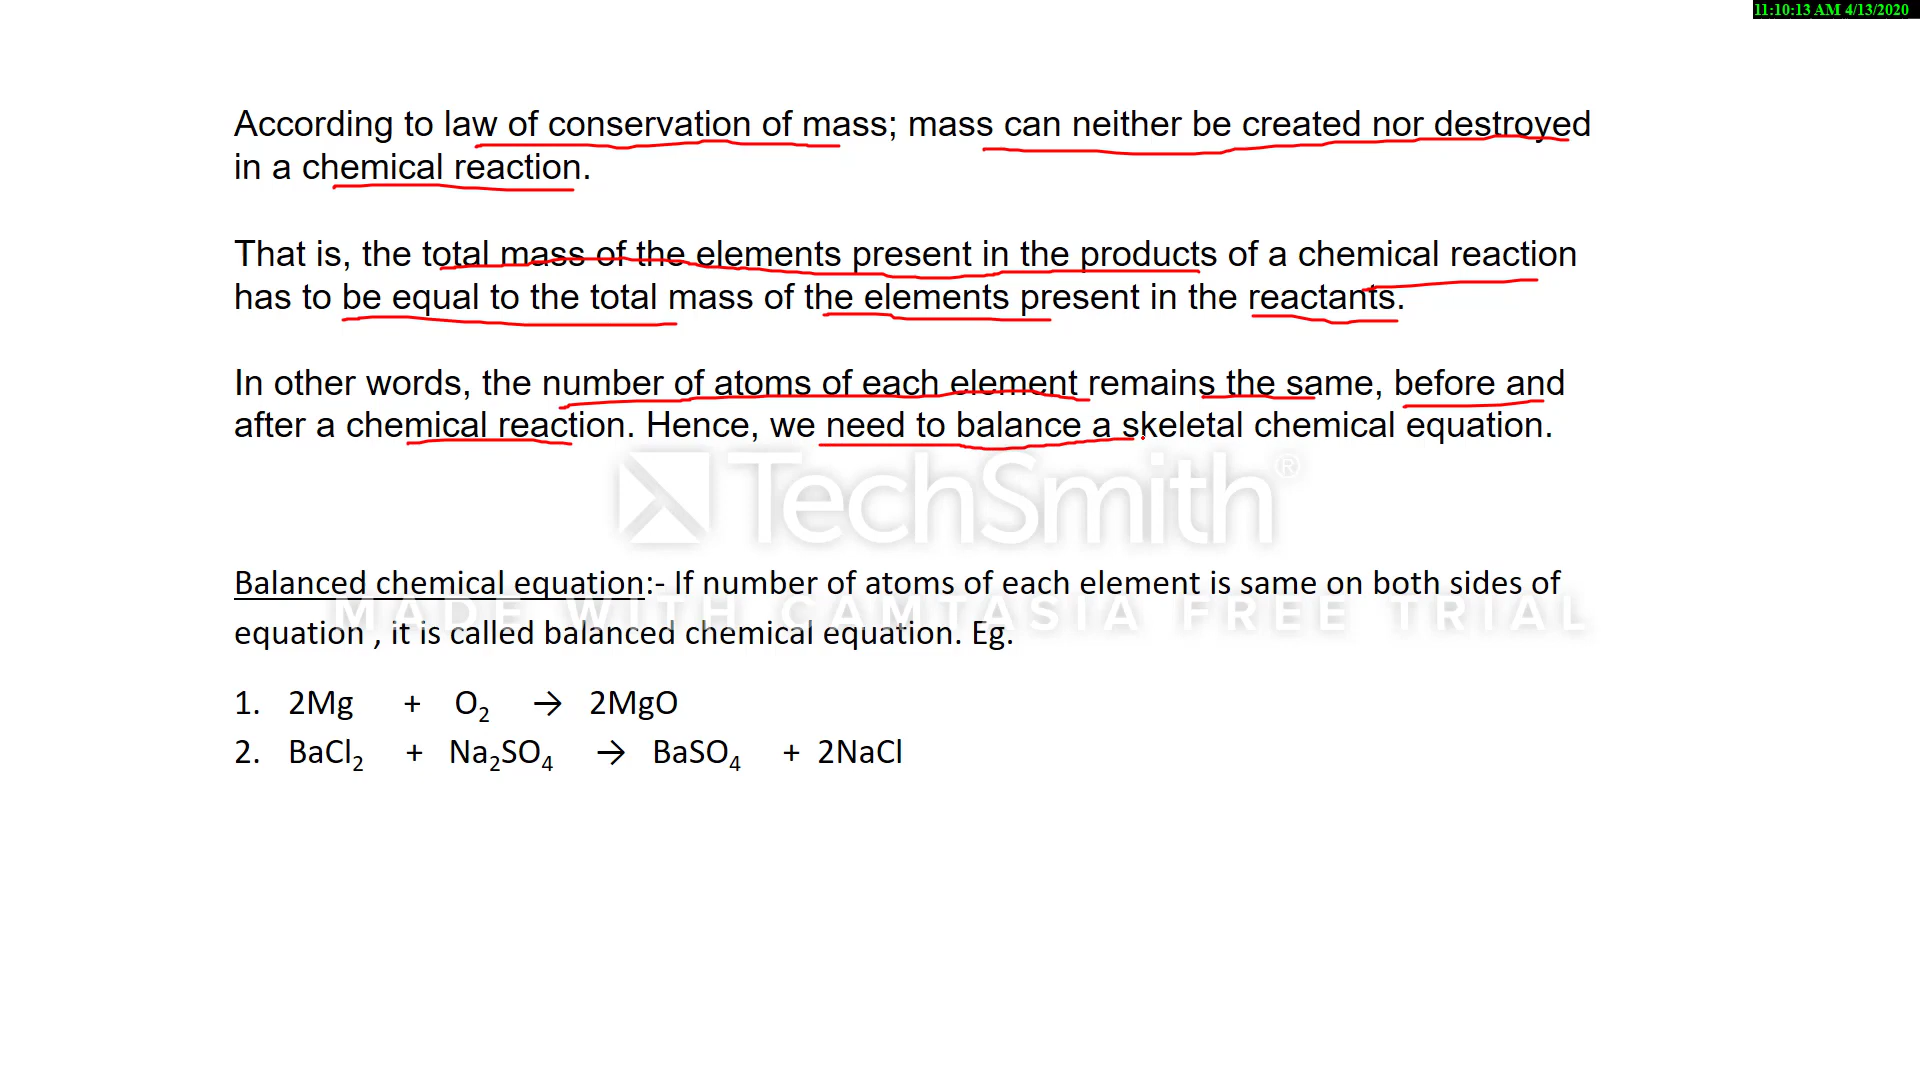 11:10:13 AM 4/13/2020
According to law of conservation of mass; mass can neither be created nor destroyed
in a chemical reaction.
That is, the total mass of the elements present in the products of a chemical reaction
has to be equal to the total mass of the elements present in the reactants.
In other words, the number of atoms of each element remains the same, before and
after a chemical reaction. Hence, we need to balance a skeletal chemical equation.
TechSmith®
Balanced chemical equation:- If number of atoms of each element is same on both sides of
MADE WITH CAMTASIA FREE TRIAL
equation , it is called balanced chemical equation. Eg.
1. 2Mg + O₂ → 2MgO
2. BaCl₂ + Na₂SO₄ → BaSO₄ + 2NaCl